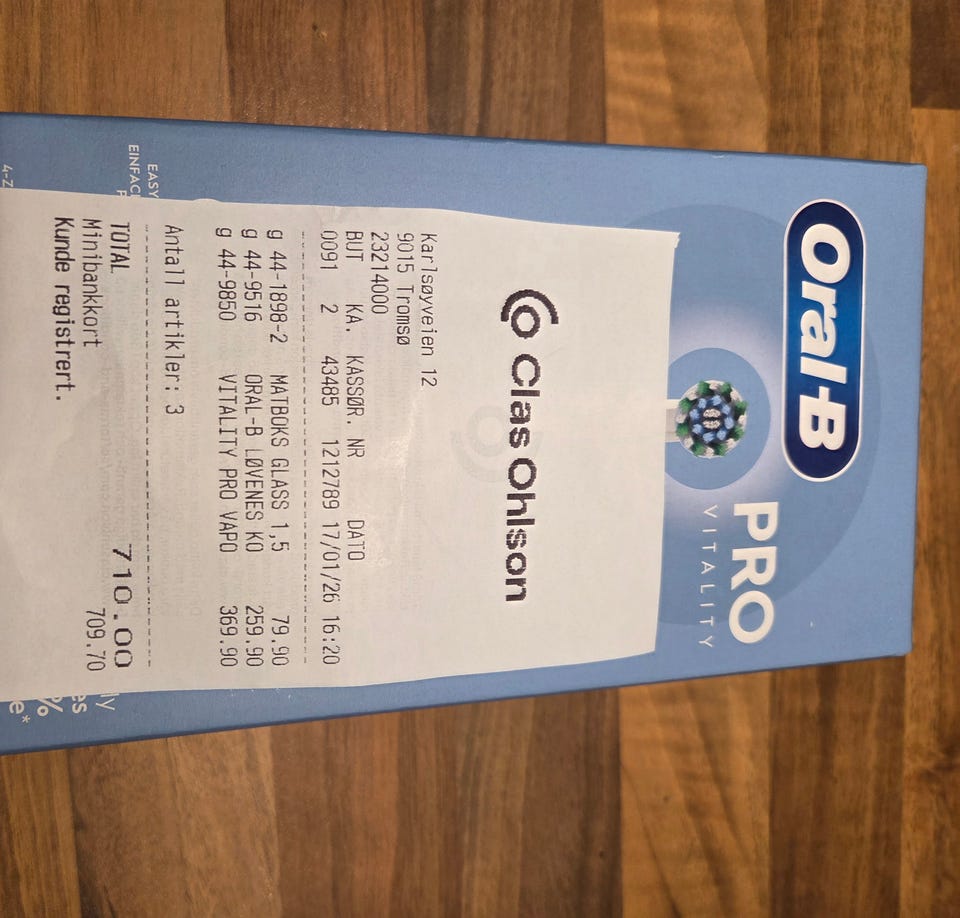 Oral-B
PRO
VITALITY
Clas Ohlson
Karlsøyveien 12
9015 Tromsø
23214000
BUT KA. KASSØR. NR DATO
0091 2 43485 1212789 17/01/26 16:20
g 44-1898-2 MATBOKS GLASS 1,5 79.90
g 44-9516 ORAL-B LØVENES KO 259.90
g 44-9850 VITALITY PRO VAPO 369.90
Antall artikler: 3
TOTAL 710.00
Minibankkort 709.70
Kunde registrert.
EASY